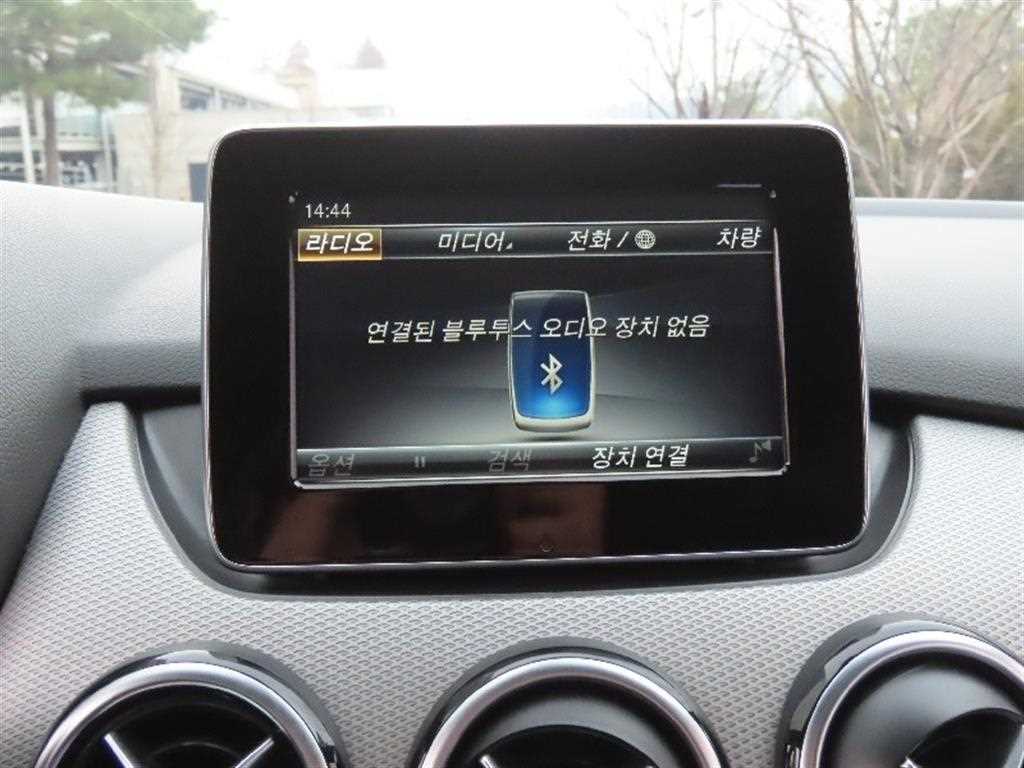 14:44
라디오 미디어 전화 / 차량
연결된 블루투스 오디오 장치 없음
옵션 검색 장치 연결